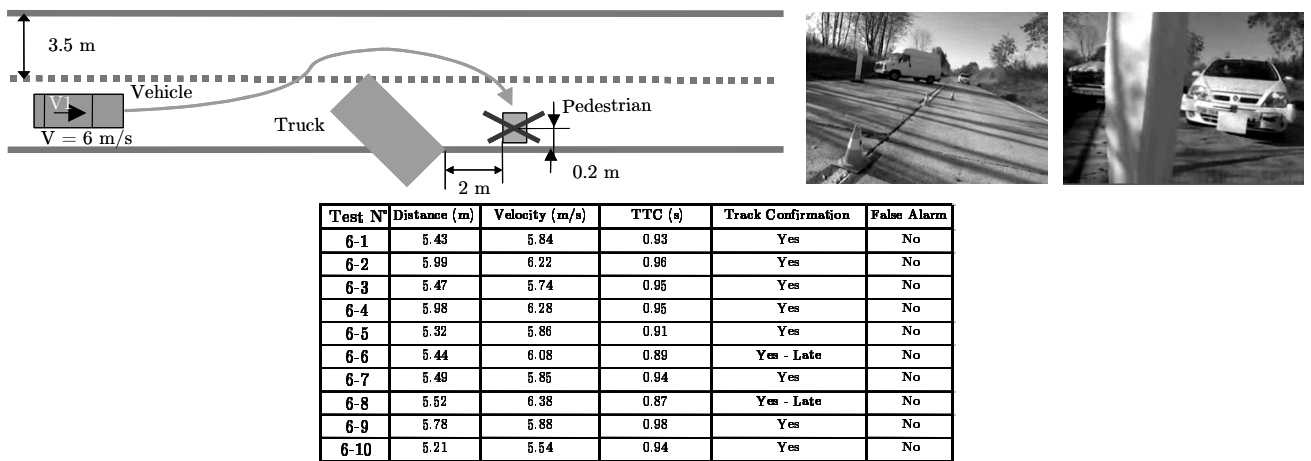 3.5 m
Vehicle
V1
V = 6 m/s
Truck
Pedestrian
2 m
0.2 m
Test N° Distance (m) Velocity (m/s) TTC (s) Track Confirmation False Alarm
6-1 5.43 5.84 0.93 Yes No
6-2 5.99 6.22 0.96 Yes No
6-3 5.47 5.74 0.95 Yes No
6-4 5.98 6.28 0.95 Yes No
6-5 5.32 5.86 0.91 Yes No
6-6 5.44 6.08 0.89 Yes - Late No
6-7 5.49 5.85 0.94 Yes No
6-8 5.52 6.38 0.87 Yes - Late No
6-9 5.78 5.88 0.98 Yes No
6-10 5.21 5.54 0.94 Yes No